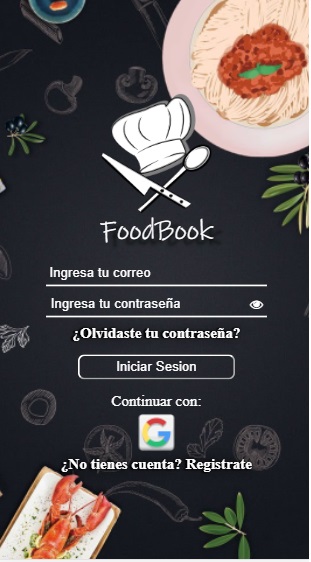 FoodBook
Ingresa tu correo
Ingresa tu contraseña
¿Olvidaste tu contraseña?
Iniciar Sesion
Continuar con:
G
¿No tienes cuenta? Registrate